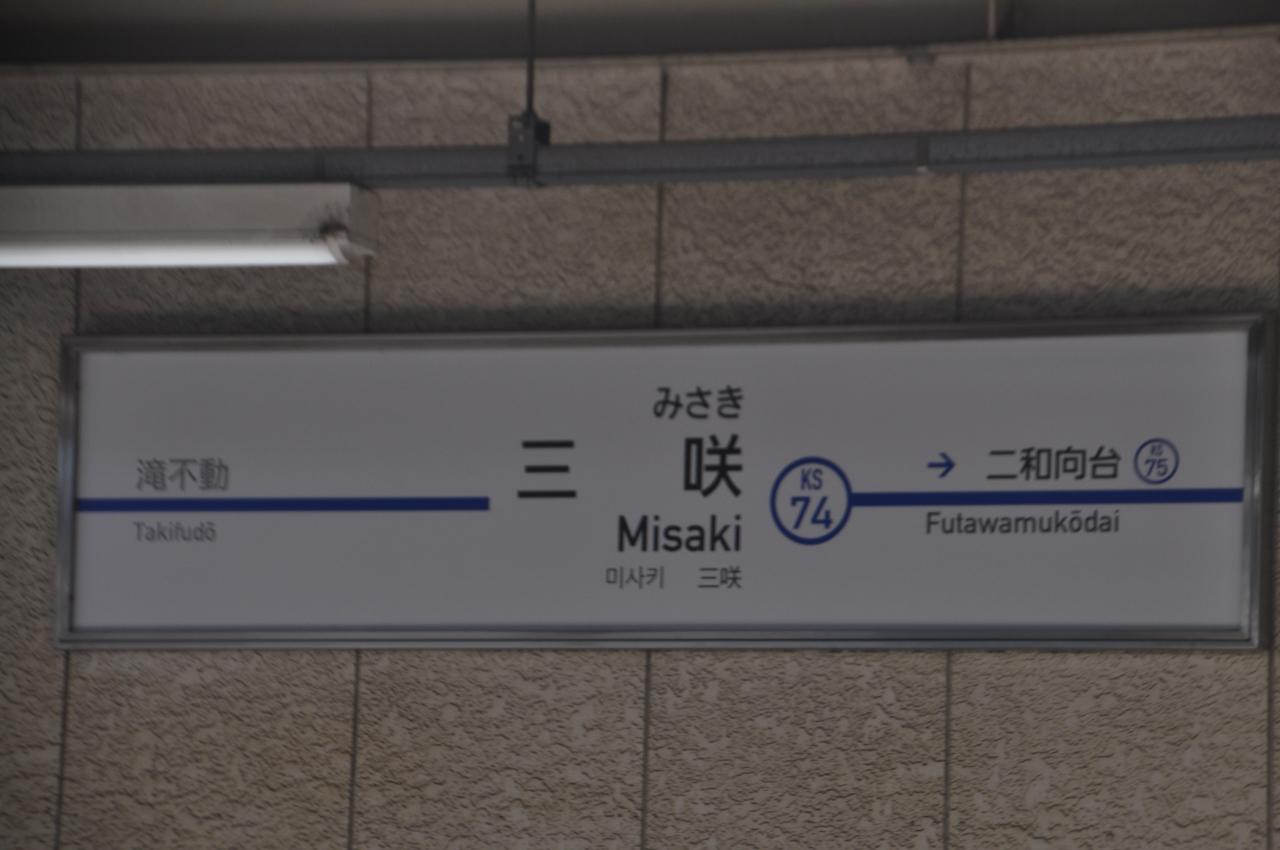 滝不動
Takifudō
みさき
三咲
Misaki
미사키 三咲
KS
74
→ 二和向台 KS 75
Futawamukōdai